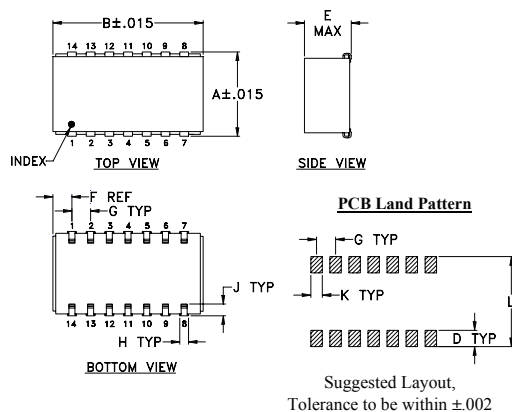 B±.015
14 13 12 11 10 9 8
A±.015
INDEX
1 2 3 4 5 6 7
TOP VIEW
E
MAX
SIDE VIEW
F REF
G TYP
1 2 3 4 5 6 7
J TYP
14 13 12 11 10 9 8
H TYP
BOTTOM VIEW
PCB Land Pattern
G TYP
K TYP
L
D TYP
Suggested Layout,
Tolerance to be within ±.002